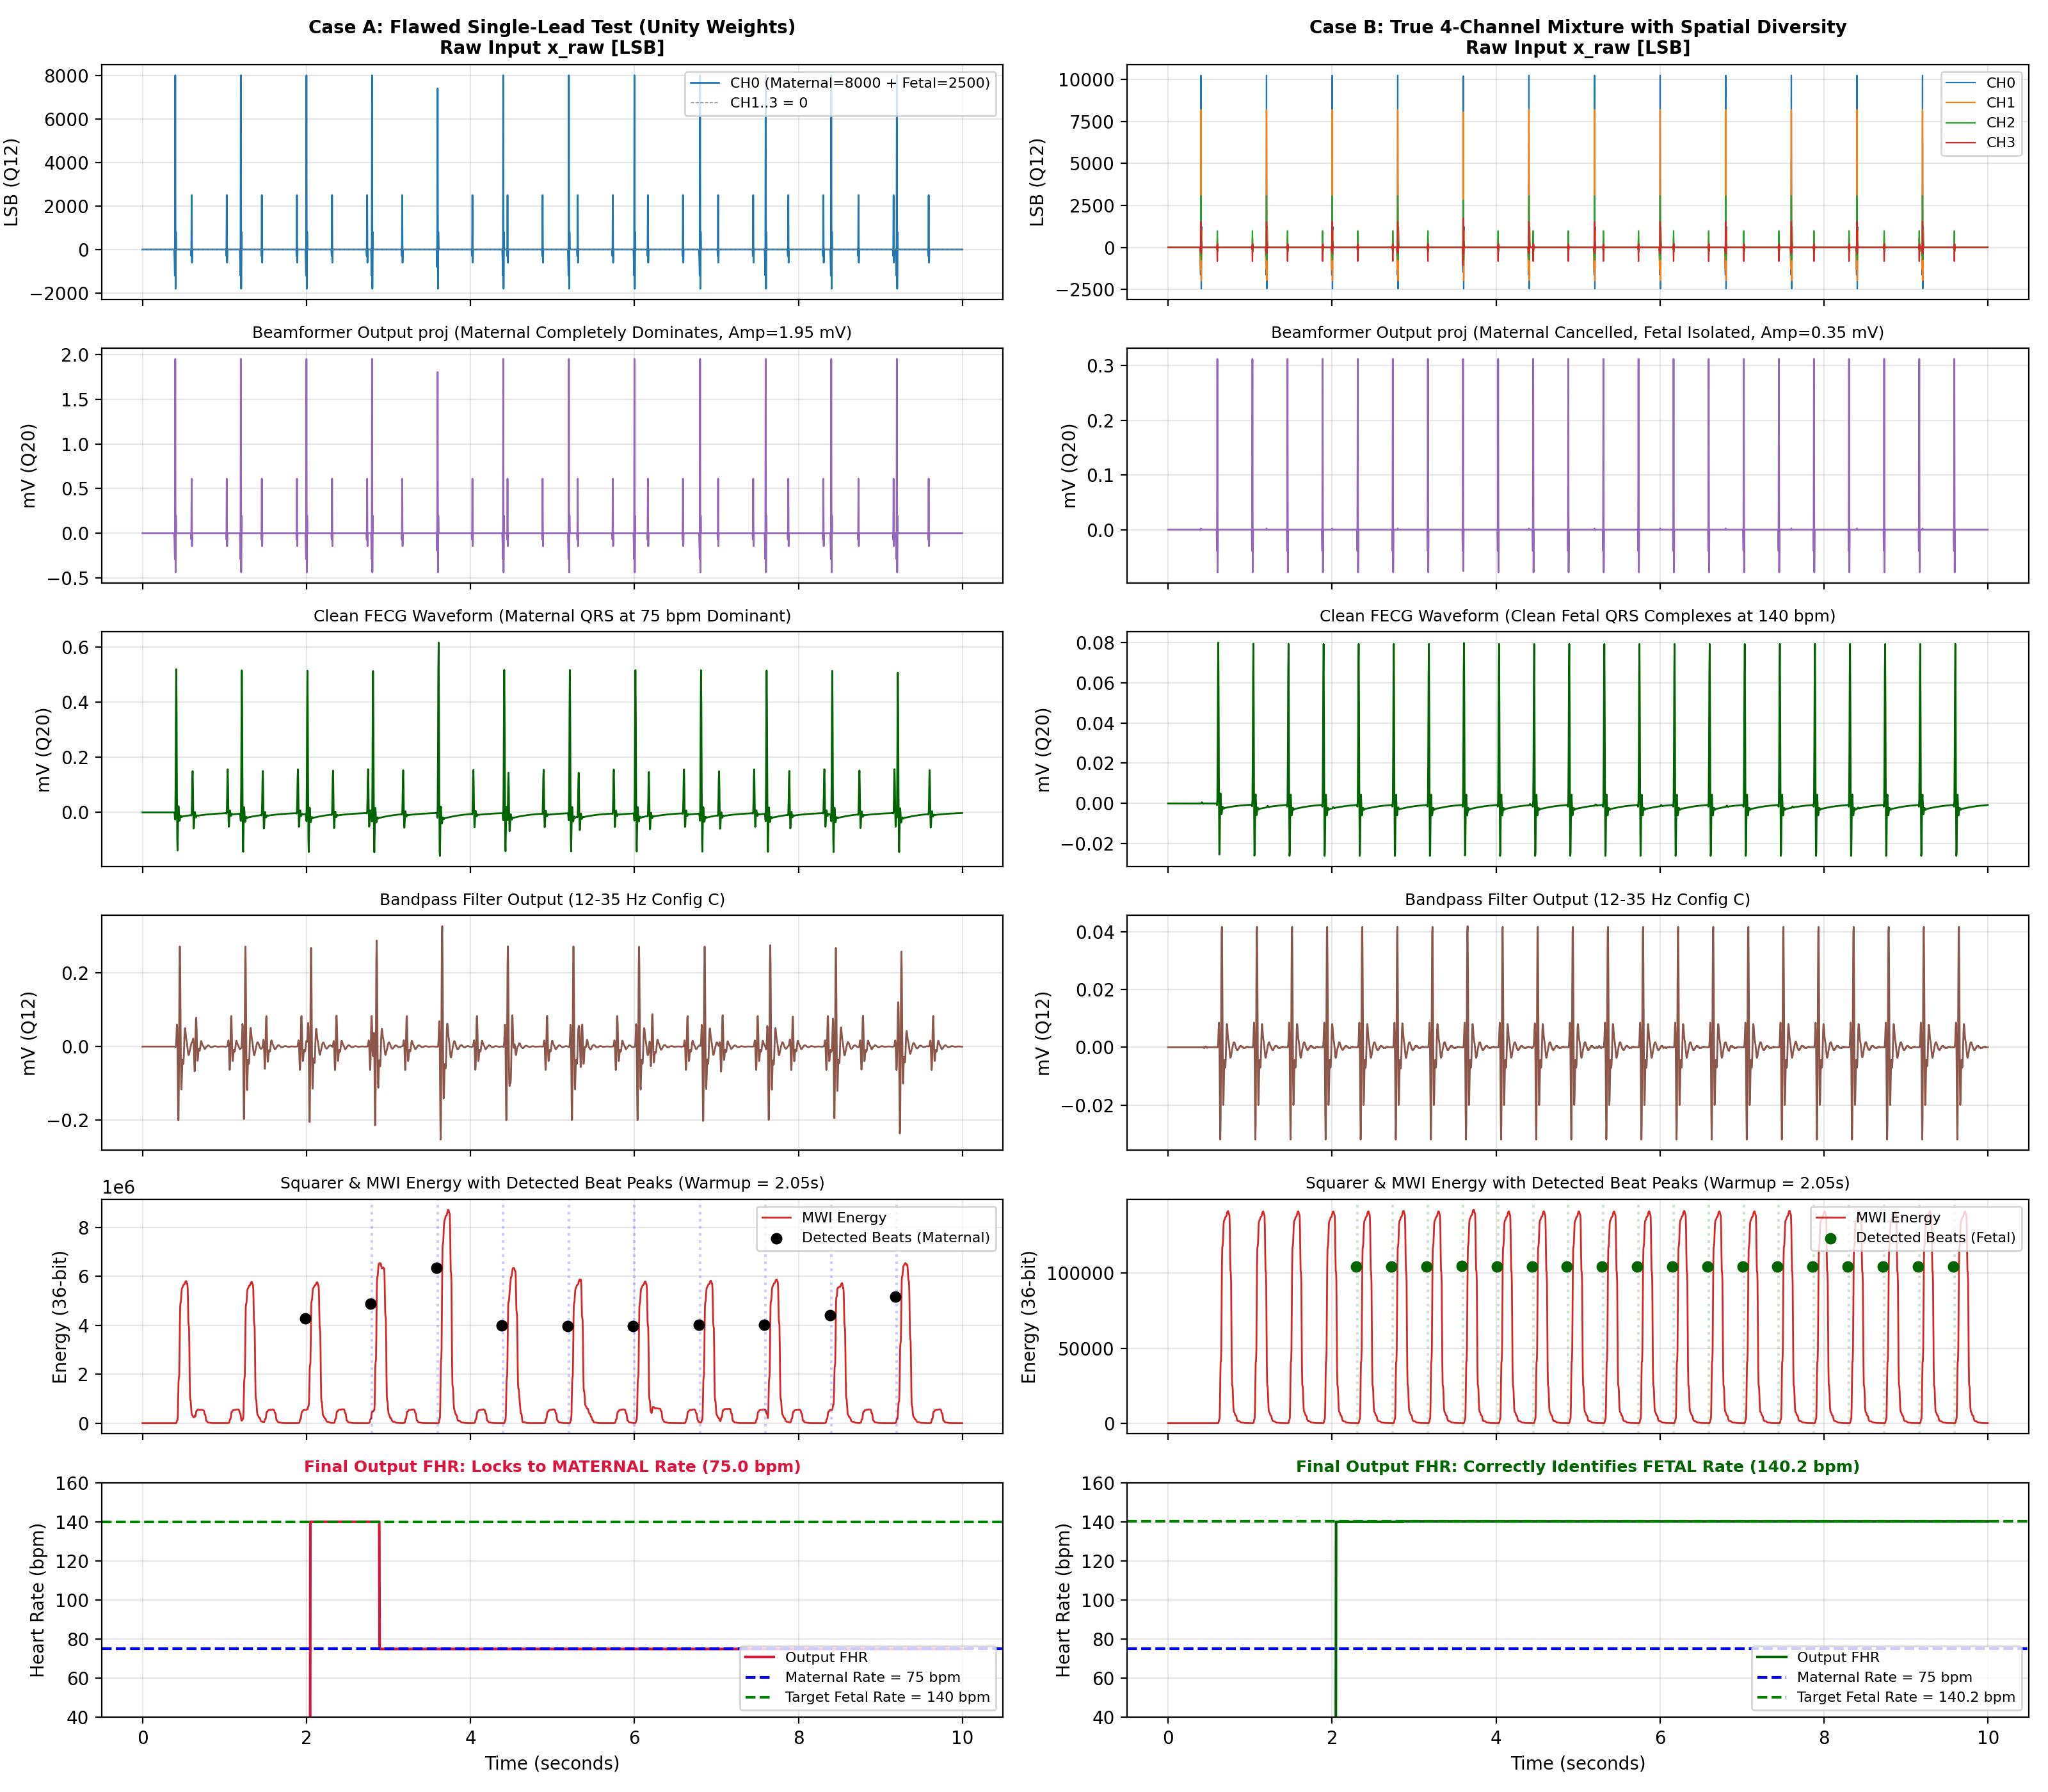 Case A: Flawed Single-Lead Test (Unity Weights)
Raw Input x_raw [LSB]
LSB (Q12)
8000
6000
4000
2000
0
−2000
CH0 (Maternal=8000 + Fetal=2500)
CH1..3 = 0
Case B: True 4-Channel Mixture with Spatial Diversity
Raw Input x_raw [LSB]
LSB (Q12)
10000
7500
5000
2500
0
−2500
CH0
CH1
CH2
CH3
Beamformer Output proj (Maternal Completely Dominates, Amp=1.95 mV)
mV (Q20)
2.0
1.5
1.0
0.5
0.0
−0.5
Beamformer Output proj (Maternal Cancelled, Fetal Isolated, Amp=0.35 mV)
mV (Q20)
0.3
0.2
0.1
0.0
Clean FECG Waveform (Maternal QRS at 75 bpm Dominant)
mV (Q20)
0.6
0.4
0.2
0.0
Clean FECG Waveform (Clean Fetal QRS Complexes at 140 bpm)
mV (Q20)
0.08
0.06
0.04
0.02
0.00
−0.02
Bandpass Filter Output (12-35 Hz Config C)
mV (Q12)
0.2
0.0
−0.2
Bandpass Filter Output (12-35 Hz Config C)
mV (Q12)
0.04
0.02
0.00
−0.02
Squarer & MWI Energy with Detected Beat Peaks (Warmup = 2.05s)
1e6
Energy (36-bit)
8
6
4
2
0
MWI Energy
Detected Beats (Maternal)
Squarer & MWI Energy with Detected Beat Peaks (Warmup = 2.05s)
Energy (36-bit)
100000
50000
0
MWI Energy
Detected Beats (Fetal)
Final Output FHR: Locks to MATERNAL Rate (75.0 bpm)
Heart Rate (bpm)
160
140
120
100
80
60
40
Output FHR
Maternal Rate = 75 bpm
Target Fetal Rate = 140 bpm
0
2
4
6
8
10
Time (seconds)
Final Output FHR: Correctly Identifies FETAL Rate (140.2 bpm)
Heart Rate (bpm)
160
140
120
100
80
60
40
Output FHR
Maternal Rate = 75 bpm
Target Fetal Rate = 140.2 bpm
0
2
4
6
8
10
Time (seconds)